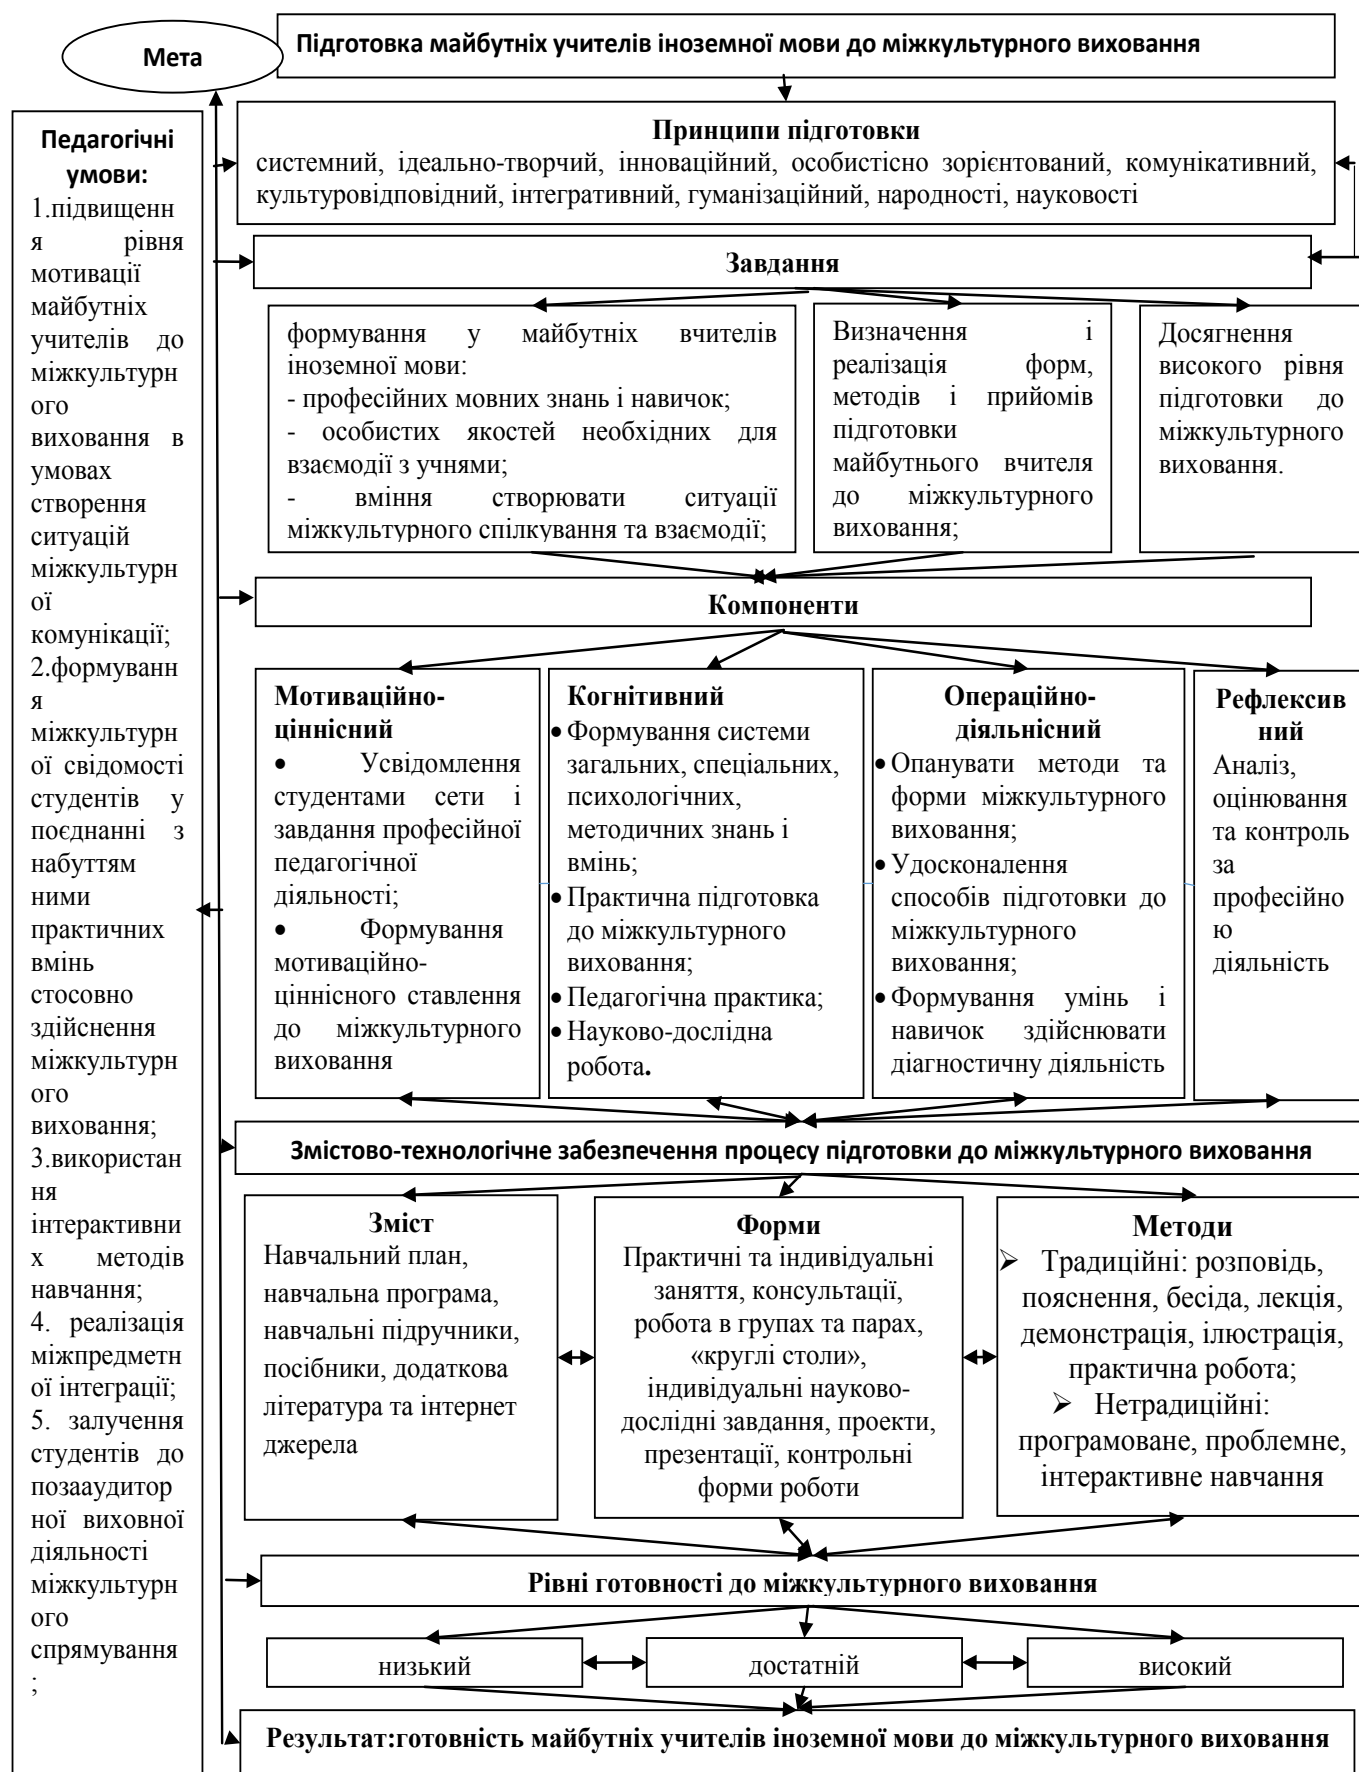 Мета
Підготовка майбутніх учителів іноземної мови до міжкультурного виховання
Педагогічні
умови:
1.підвищенн
я рівня
мотивації
майбутніх
учителів до
міжкультурн
ого
виховання в
умовах
створення
ситуацій
міжкультурн
ої
комунікації;
2.формуванн
я
міжкультурн
ої свідомості
студентів у
поєднанні з
набуттям
ними
практичних
вмінь
стосовно
здійснення
міжкультурн
ого
виховання;
3.використан
ня
інтерактивни
х методів
навчання;
4. реалізація
міжпредметн
ої інтеграції;
5. залучення
студентів до
позааудитор
ної виховної
діяльності
міжкультурн
ого
спрямування
;
Принципи підготовки
системний, ідеально-творчий, інноваційний, особистісно зорієнтований, комунікативний,
культуровідповідний, інтегративний, гуманізаційний, народності, науковості
Завдання
формування у майбутніх вчителів
іноземної мови:
- професійних мовних знань і навичок;
- особистих якостей необхідних для
взаємодії з учнями;
- вміння створювати ситуації
міжкультурного спілкування та взаємодії;
Визначення і
реалізація форм,
методів і прийомів
підготовки
майбутнього вчителя
до міжкультурного
виховання;
Досягнення
високого рівня
підготовки до
міжкультурного
виховання.
Компоненти
Мотиваційно-
ціннісний
• Усвідомлення
студентами сети і
завдання професійної
педагогічної
діяльності;
• Формування
мотиваційно-
ціннісного ставлення
до міжкультурного
виховання
Когнітивний
• Формування системи
загальних, спеціальних,
психологічних,
методичних знань і
вмінь;
• Практична підготовка
до міжкультурного
виховання;
• Педагогічна практика;
• Науково-дослідна
робота.
Операційно-
діяльнісний
• Опанувати методи та
форми міжкультурного
виховання;
• Удосконалення
способів підготовки до
міжкультурного
виховання;
• Формування умінь і
навичок здійснювати
діагностичну діяльність
Рефлексив
ний
Аналіз,
оцінювання
та контроль
за
професійно
ю
діяльність
Змістово-технологічне забезпечення процесу підготовки до міжкультурного виховання
Зміст
Навчальний план,
навчальна програма,
навчальні підручники,
посібники, додаткова
література та інтернет
джерела
Форми
Практичні та індивідуальні
заняття, консультації,
робота в групах та парах,
«круглі столи»,
індивідуальні науково-
дослідні завдання, проекти,
презентації, контрольні
форми роботи
Методи
➢ Традиційні: розповідь,
пояснення, бесіда, лекція,
демонстрація, ілюстрація,
практична робота;
➢ Нетрадиційні:
програмоване, проблемне,
інтерактивне навчання
Рівні готовності до міжкультурного виховання
низький
достатній
високий
Результат:готовність майбутніх учителів іноземної мови до міжкультурного виховання